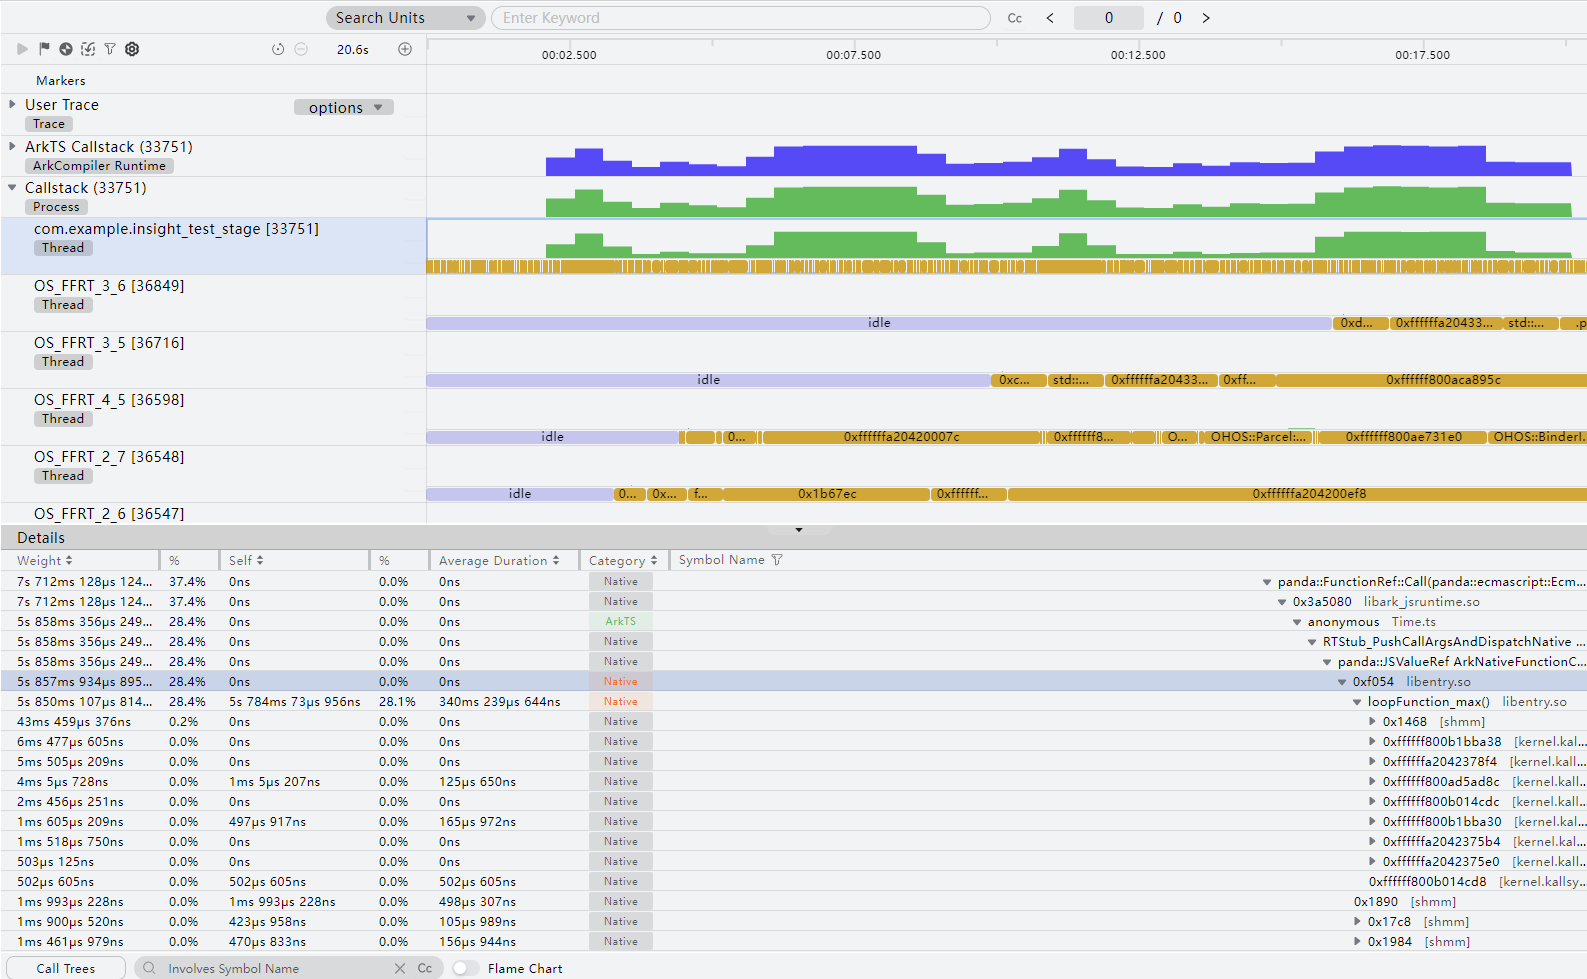 Search Units Enter Keyword Cc < 0 / 0 >
20.6s 00:02.500 00:07.500 00:12.500 00:17.500
Markers
User Trace options
Trace
ArkTS Callstack (33751)
ArkCompiler Runtime
Callstack (33751)
Process
com.example.insight_test_stage [33751]
Thread
OS_FFRT_3_6 [36849]
Thread
idle 0xd... 0xffffffa20433... std::... .p
OS_FFRT_3_5 [36716]
Thread
idle 0xc... std::... 0xffffffa20433... 0xff... 0xffffff800aca895c
OS_FFRT_4_5 [36598]
Thread
idle 0... 0xffffffa20420007c 0xffffff8... O... OHOS::Parcel:... 0xffffff800ae731e0 OHOS::BinderI...
OS_FFRT_2_7 [36548]
Thread
idle 0... 0x... f... 0x1b67ec 0xffffff... 0xffffffa204200ef8
OS_FFRT_2_6 [36547]
Details
Weight % Self % Average Duration Category Symbol Name
7s 712ms 128μs 124... 37.4% 0ns 0.0% 0ns Native panda::FunctionRef::Call(panda::ecmascript::Ecm...
7s 712ms 128μs 124... 37.4% 0ns 0.0% 0ns Native 0x3a5080 libark_jsruntime.so
5s 858ms 356μs 249... 28.4% 0ns 0.0% 0ns ArkTS anonymous Time.ts
5s 858ms 356μs 249... 28.4% 0ns 0.0% 0ns Native RTStub_PushCallArgsAndDispatchNative ...
5s 858ms 356μs 249... 28.4% 0ns 0.0% 0ns Native panda::JSValueRef ArkNativeFunctionC...
5s 857ms 934μs 895... 28.4% 0ns 0.0% 0ns Native 0xf054 libentry.so
5s 850ms 107μs 814... 28.4% 5s 784ms 73μs 956ns 28.1% 340ms 239μs 644ns Native loopFunction_max() libentry.so
43ms 459μs 376ns 0.2% 0ns 0.0% 0ns Native 0x1468 [shmm]
6ms 477μs 605ns 0.0% 0ns 0.0% 0ns Native 0xffffff800b1bba38 [kernel.kall...
5ms 505μs 209ns 0.0% 0ns 0.0% 0ns Native 0xffffffa2042378f4 [kernel.kall...
4ms 5μs 728ns 0.0% 1ms 5μs 207ns 0.0% 125μs 650ns Native 0xffffff800ad5ad8c [kernel.kall...
2ms 456μs 251ns 0.0% 0ns 0.0% 0ns Native 0xffffff800b014cdc [kernel.kall...
1ms 605μs 209ns 0.0% 497μs 917ns 0.0% 165μs 972ns Native 0xffffff800b1bba30 [kernel.kal...
1ms 518μs 750ns 0.0% 0ns 0.0% 0ns Native 0xffffffa2042375b4 [kernel.kal...
503μs 125ns 0.0% 0ns 0.0% 0ns Native 0xffffffa2042375e0 [kernel.kall...
502μs 605ns 0.0% 502μs 605ns 0.0% 502μs 605ns Native 0xffffff800b014cd8 [kernel.kallsy...
1ms 993μs 228ns 0.0% 1ms 993μs 228ns 0.0% 498μs 307ns Native 0x1890 [shmm]
1ms 900μs 520ns 0.0% 423μs 958ns 0.0% 105μs 989ns Native 0x17c8 [shmm]
1ms 461μs 979ns 0.0% 470μs 833ns 0.0% 156μs 944ns Native 0x1984 [shmm]
Call Trees Involves Symbol Name Cc Flame Chart